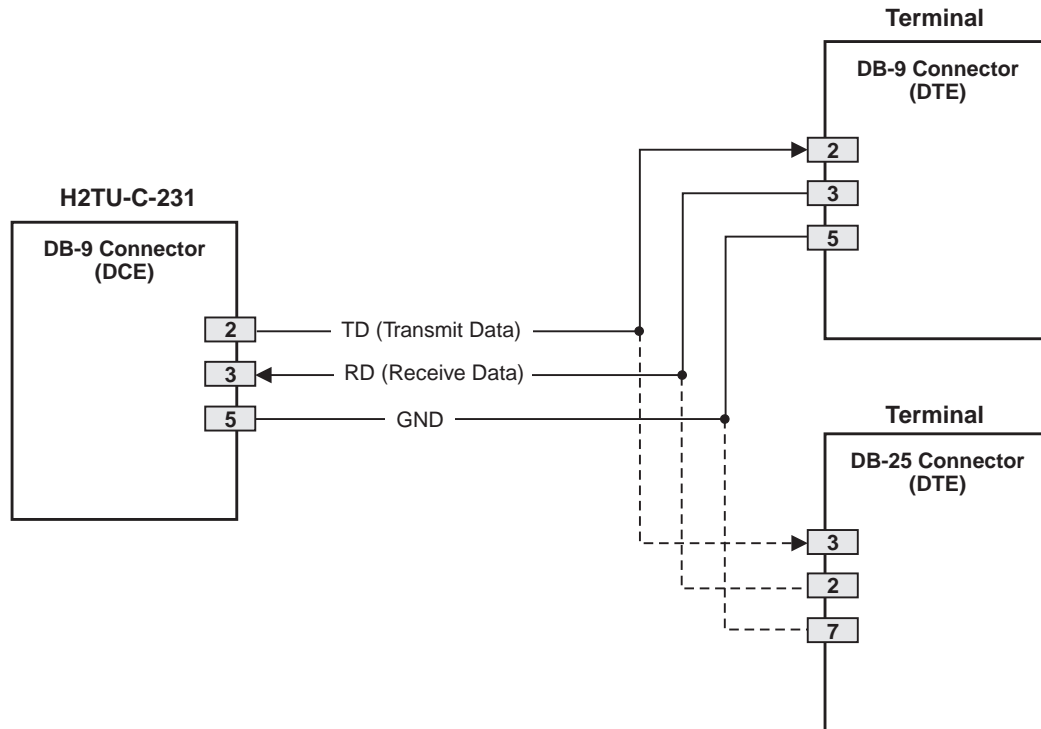 Terminal
DB-9 Connector
(DTE)
2
3
5
H2TU-C-231
DB-9 Connector
(DCE)
2
TD (Transmit Data)
3
RD (Receive Data)
5
GND
Terminal
DB-25 Connector
(DTE)
3
2
7